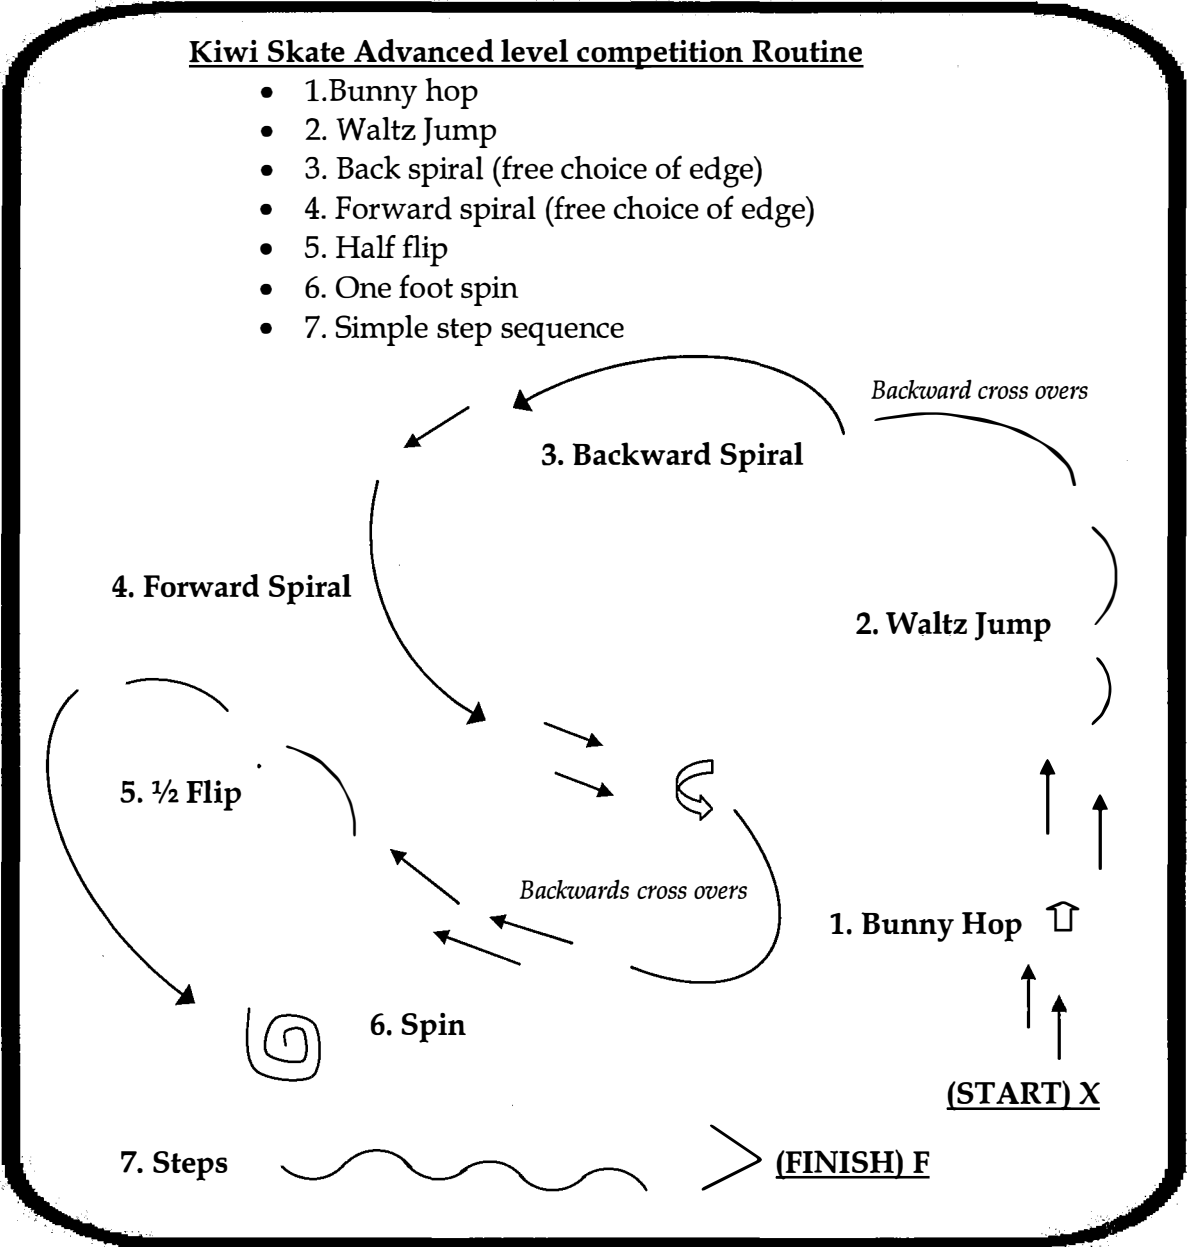 Kiwi Skate Advanced level competition Routine
• 1.Bunny hop
• 2. Waltz Jump
• 3. Back spiral (free choice of edge)
• 4. Forward spiral (free choice of edge)
• 5. Half flip
• 6. One foot spin
• 7. Simple step sequence
Backward cross overs
3. Backward Spiral
4. Forward Spiral
2. Waltz Jump
5. ½ Flip
Backwards cross overs
1. Bunny Hop
6. Spin
(START) X
7. Steps
(FINISH) F